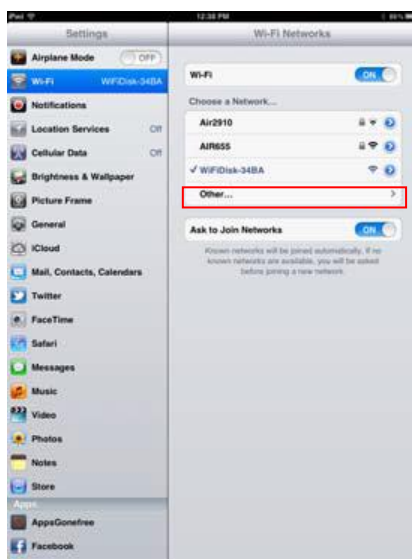 iPad
12:38 PM
Settings
Airplane Mode OFF
Wi-Fi WiFiDisk-34BA
Notifications
Location Services Off
Cellular Data Off
Brightness & Wallpaper
Picture Frame
General
iCloud
Mail, Contacts, Calendars
Twitter
FaceTime
Safari
Messages
Music
Video
Photos
Notes
Store
Apps
AppsGonefree
Facebook
Wi-Fi Networks
Wi-Fi ON
Choose a Network...
Air2910
AIR655
WiFiDisk-34BA
Other...
Ask to Join Networks ON
Known networks will be joined automatically. If no
known networks are available, you will be asked
before joining a new network.